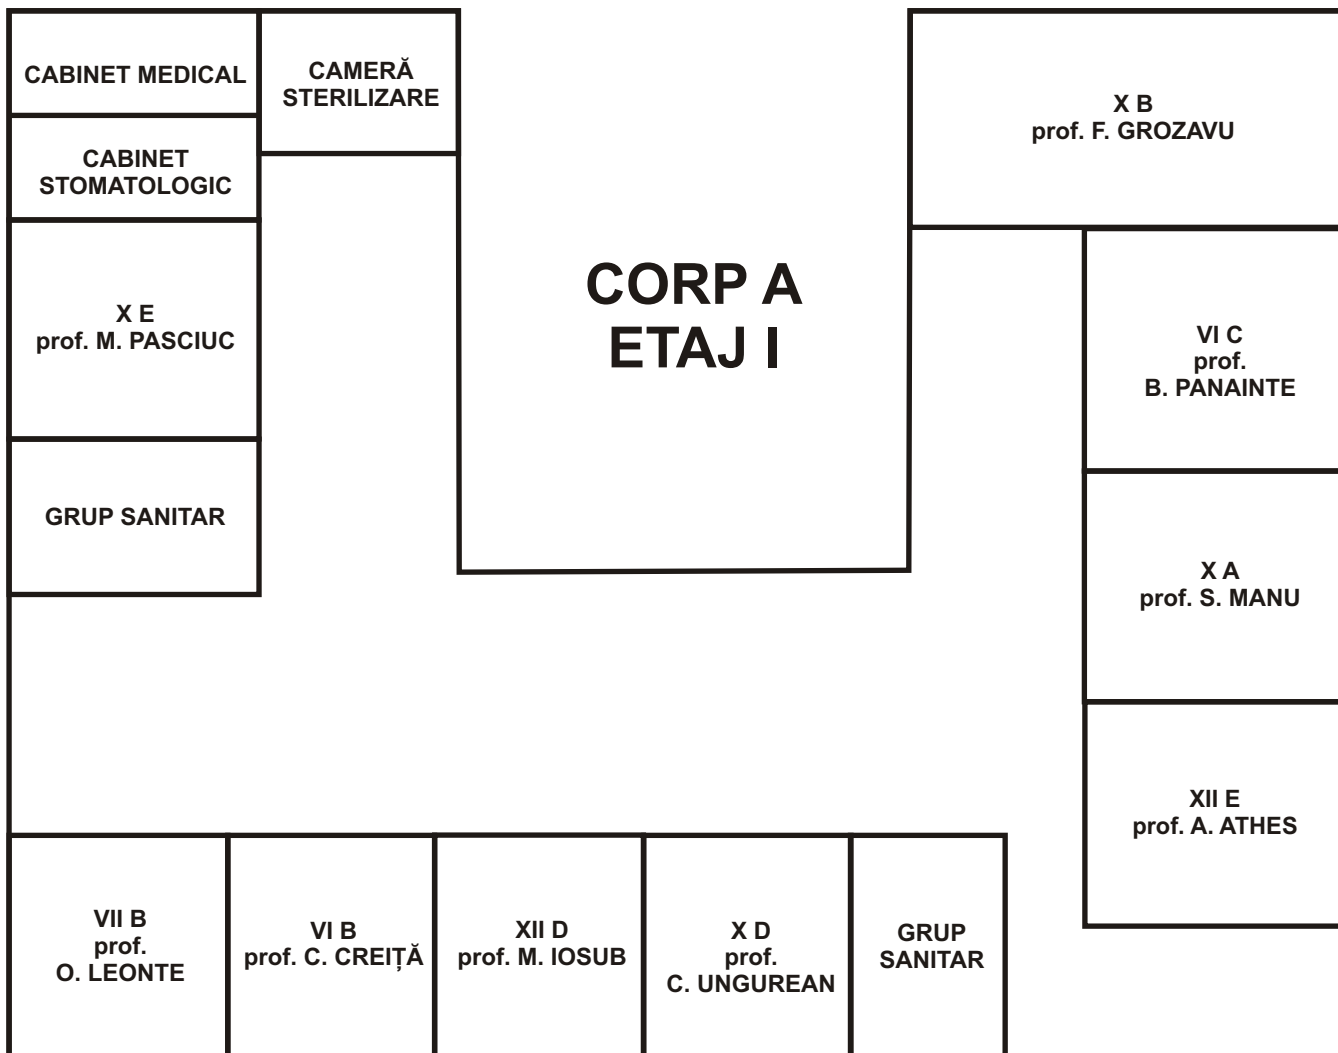 CABINET MEDICAL
CAMERĂ
STERILIZARE
CABINET
STOMATOLOGIC
X E
prof. M. PASCIUC
GRUP SANITAR
CORP A
ETAJ I
X B
prof. F. GROZAVU
VI C
prof.
B. PANAINTE
X A
prof. S. MANU
XII E
prof. A. ATHES
VII B
prof.
O. LEONTE
VI B
prof. C. CREIȚĂ
XII D
prof. M. IOSUB
X D
prof.
C. UNGUREAN
GRUP
SANITAR